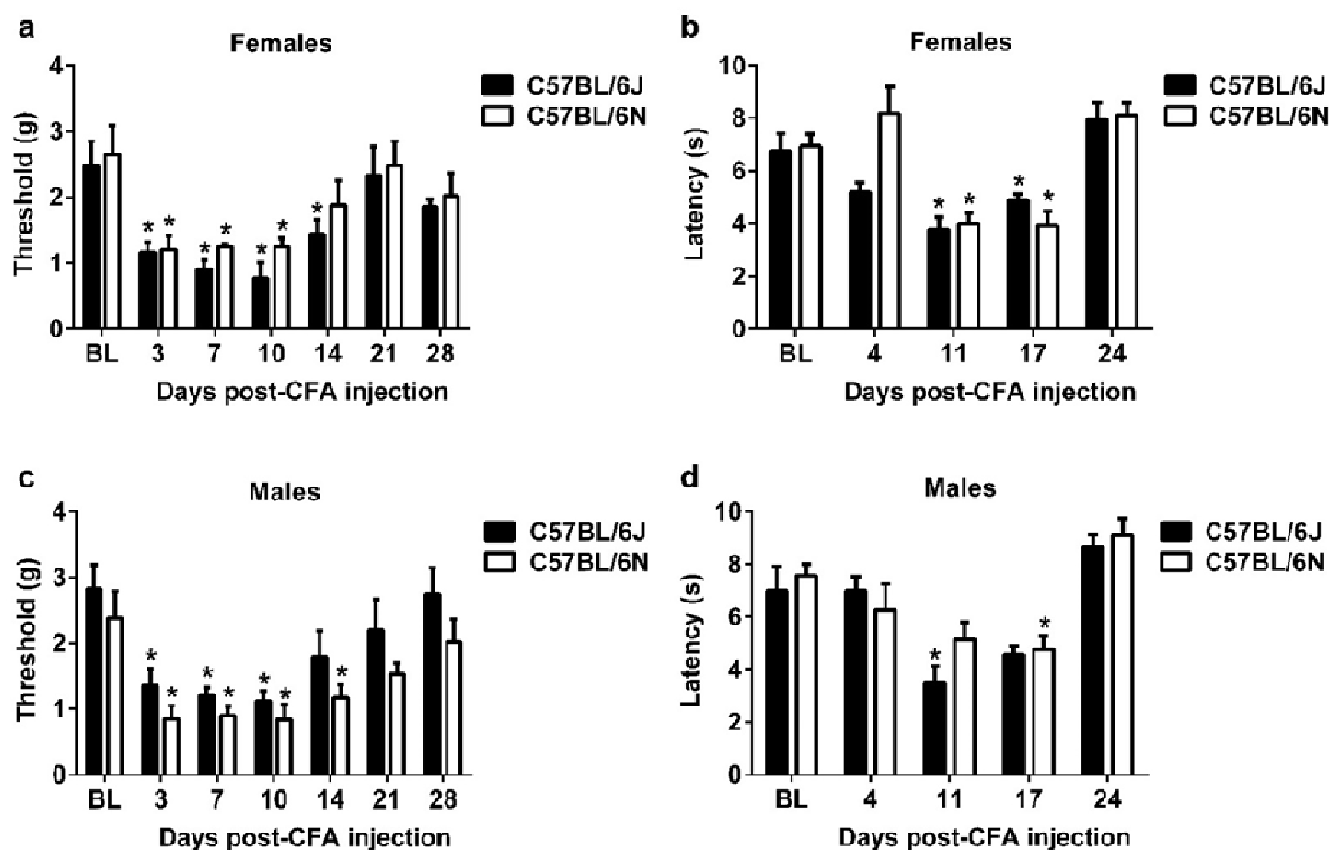 a
Females
Threshold (g)
4
3
2
1
0
C57BL/6J
C57BL/6N
* * * * * * *
BL 3 7 10 14 21 28
Days post-CFA injection
b
Females
Latency (s)
10
8
6
4
2
0
C57BL/6J
C57BL/6N
* * * *
BL 4 11 17 24
Days post-CFA injection
c
Males
Threshold (g)
4
3
2
1
0
C57BL/6J
C57BL/6N
* * * * * * *
BL 3 7 10 14 21 28
Days post-CFA injection
d
Males
Latency (s)
10
8
6
4
2
0
C57BL/6J
C57BL/6N
* *
BL 4 11 17 24
Days post-CFA injection